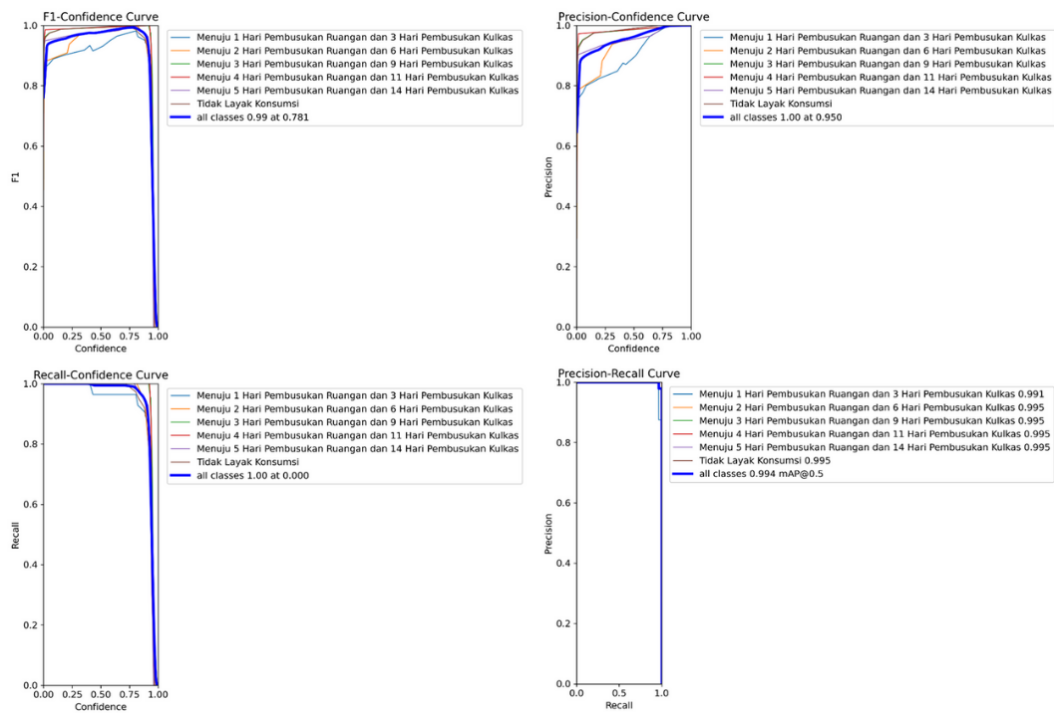 F1-Confidence Curve
1.0
0.8
0.6
0.4
0.2
0.0
F1
0.00 0.25 0.50 0.75 1.00
Confidence
Menuju 1 Hari Pembusukan Ruangan dan 3 Hari Pembusukan Kulkas
Menuju 2 Hari Pembusukan Ruangan dan 6 Hari Pembusukan Kulkas
Menuju 3 Hari Pembusukan Ruangan dan 9 Hari Pembusukan Kulkas
Menuju 4 Hari Pembusukan Ruangan dan 11 Hari Pembusukan Kulkas
Menuju 5 Hari Pembusukan Ruangan dan 14 Hari Pembusukan Kulkas
Tidak Layak Konsumsi
all classes 0.99 at 0.781
Precision-Confidence Curve
1.0
0.8
0.6
0.4
0.2
0.0
Precision
0.00 0.25 0.50 0.75 1.00
Confidence
Menuju 1 Hari Pembusukan Ruangan dan 3 Hari Pembusukan Kulkas
Menuju 2 Hari Pembusukan Ruangan dan 6 Hari Pembusukan Kulkas
Menuju 3 Hari Pembusukan Ruangan dan 9 Hari Pembusukan Kulkas
Menuju 4 Hari Pembusukan Ruangan dan 11 Hari Pembusukan Kulkas
Menuju 5 Hari Pembusukan Ruangan dan 14 Hari Pembusukan Kulkas
Tidak Layak Konsumsi
all classes 1.00 at 0.950
Recall-Confidence Curve
1.0
0.8
0.6
0.4
0.2
0.0
Recall
0.00 0.25 0.50 0.75 1.00
Confidence
Menuju 1 Hari Pembusukan Ruangan dan 3 Hari Pembusukan Kulkas
Menuju 2 Hari Pembusukan Ruangan dan 6 Hari Pembusukan Kulkas
Menuju 3 Hari Pembusukan Ruangan dan 9 Hari Pembusukan Kulkas
Menuju 4 Hari Pembusukan Ruangan dan 11 Hari Pembusukan Kulkas
Menuju 5 Hari Pembusukan Ruangan dan 14 Hari Pembusukan Kulkas
Tidak Layak Konsumsi
all classes 1.00 at 0.000
Precision-Recall Curve
1.0
0.8
0.6
0.4
0.2
0.0
Precision
0.0 0.5 1.0
Recall
Menuju 1 Hari Pembusukan Ruangan dan 3 Hari Pembusukan Kulkas 0.991
Menuju 2 Hari Pembusukan Ruangan dan 6 Hari Pembusukan Kulkas 0.995
Menuju 3 Hari Pembusukan Ruangan dan 9 Hari Pembusukan Kulkas 0.995
Menuju 4 Hari Pembusukan Ruangan dan 11 Hari Pembusukan Kulkas 0.995
Menuju 5 Hari Pembusukan Ruangan dan 14 Hari Pembusukan Kulkas 0.995
Tidak Layak Konsumsi 0.995
all classes 0.994 mAP@0.5